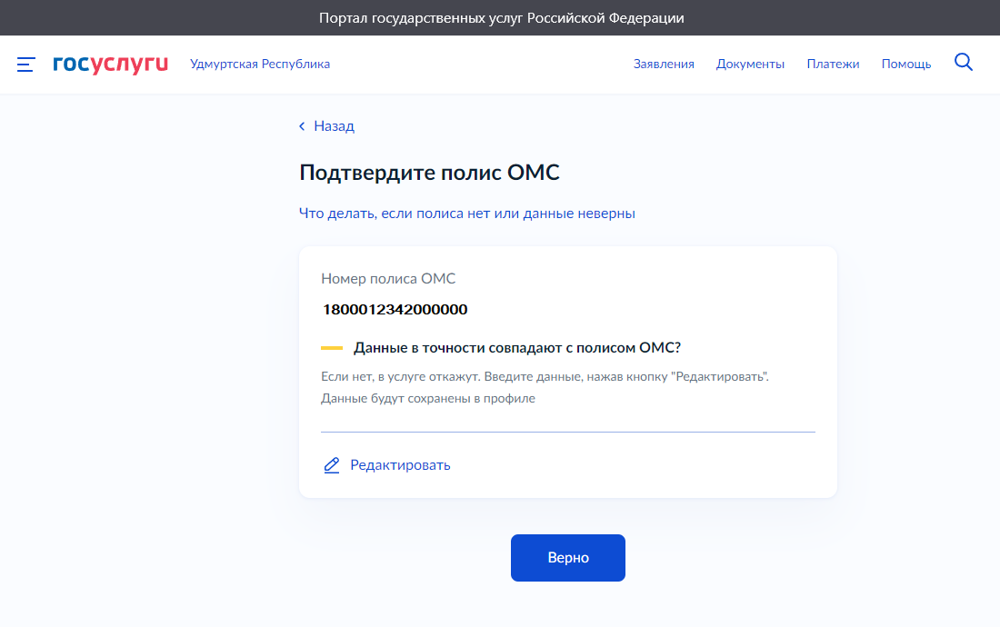 Портал государственных услуг Российской Федерации
госуслуги Удмуртская Республика Заявления Документы Платежи Помощь
Назад
Подтвердите полис ОМС
Что делать, если полиса нет или данные неверны
Номер полиса ОМС
1800012342000000
Данные в точности совпадают с полисом ОМС?
Если нет, в услуге откажут. Введите данные, нажав кнопку "Редактировать".
Данные будут сохранены в профиле
Редактировать
Верно